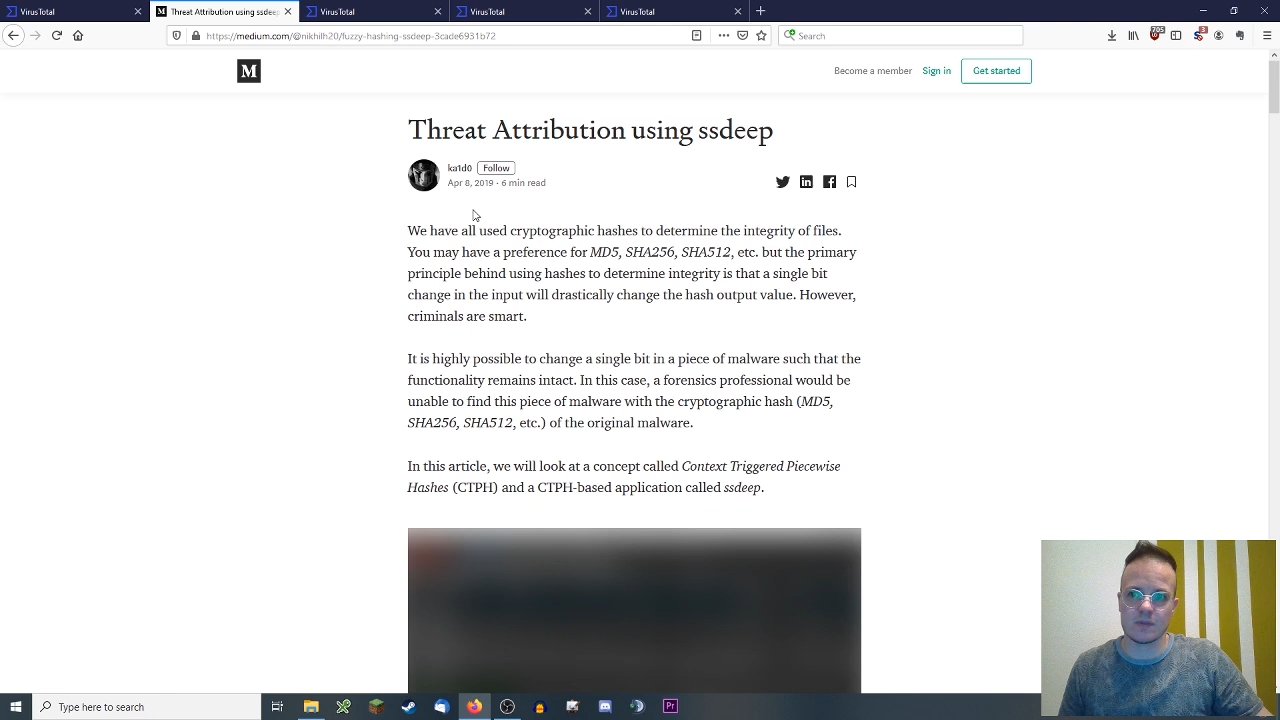 VirusTotal
Threat Attribution using ssdeep
VirusTotal
VirusTotal
VirusTotal
https://medium.com/@nikhilh20/fuzzy-hashing-ssdeep-3cade6931b72
Search
705
3
M
Become a member
Sign in
Get started
Threat Attribution using ssdeep
ka1d0
Follow
Apr 8, 2019 · 6 min read
We have all used cryptographic hashes to determine the integrity of files.
You may have a preference for MD5, SHA256, SHA512, etc. but the primary
principle behind using hashes to determine integrity is that a single bit
change in the input will drastically change the hash output value. However,
criminals are smart.
It is highly possible to change a single bit in a piece of malware such that the
functionality remains intact. In this case, a forensics professional would be
unable to find this piece of malware with the cryptographic hash (MD5,
SHA256, SHA512, etc.) of the original malware.
In this article, we will look at a concept called Context Triggered Piecewise
Hashes (CTPH) and a CTPH-based application called ssdeep.
Type here to search
Pr